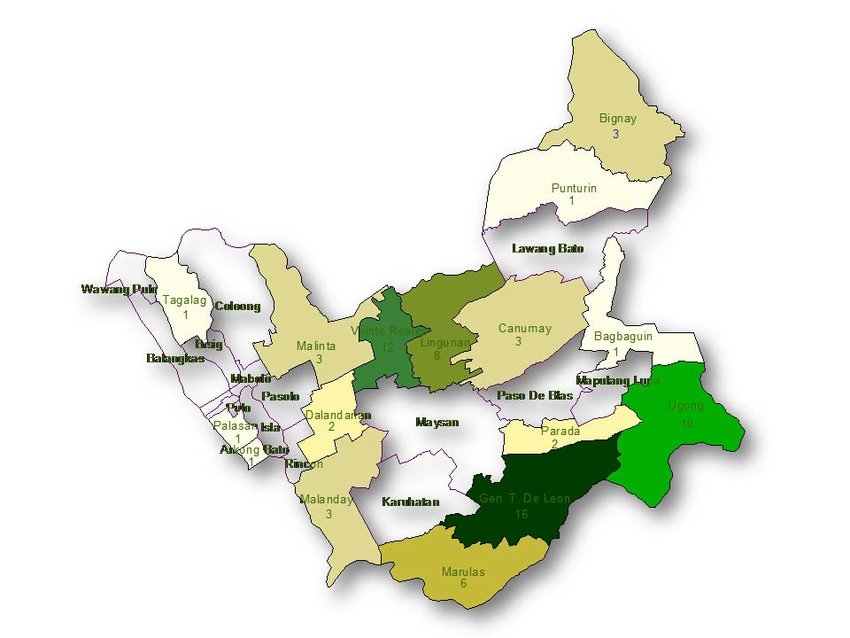 Bignay
3
Punturin
1
Lawang Bato
Wawang Pulo
Tagalag
1
Coloong
Veinte Reales
12
Canumay
3
Bagbaguin
1
Lingunan
8
Malinta
3
Bisig
Balangkas
Mabolo
Pasolo
Mapulang Lupa
Paso De Blas
Ugong
10
Polo
Dalandanan
2
Maysan
Palasan
1
Isla
Parada
2
Arkong Bato
1
Rincon
Malanday
3
Karuhatan
Gen. T. De Leon
16
Marulas
6